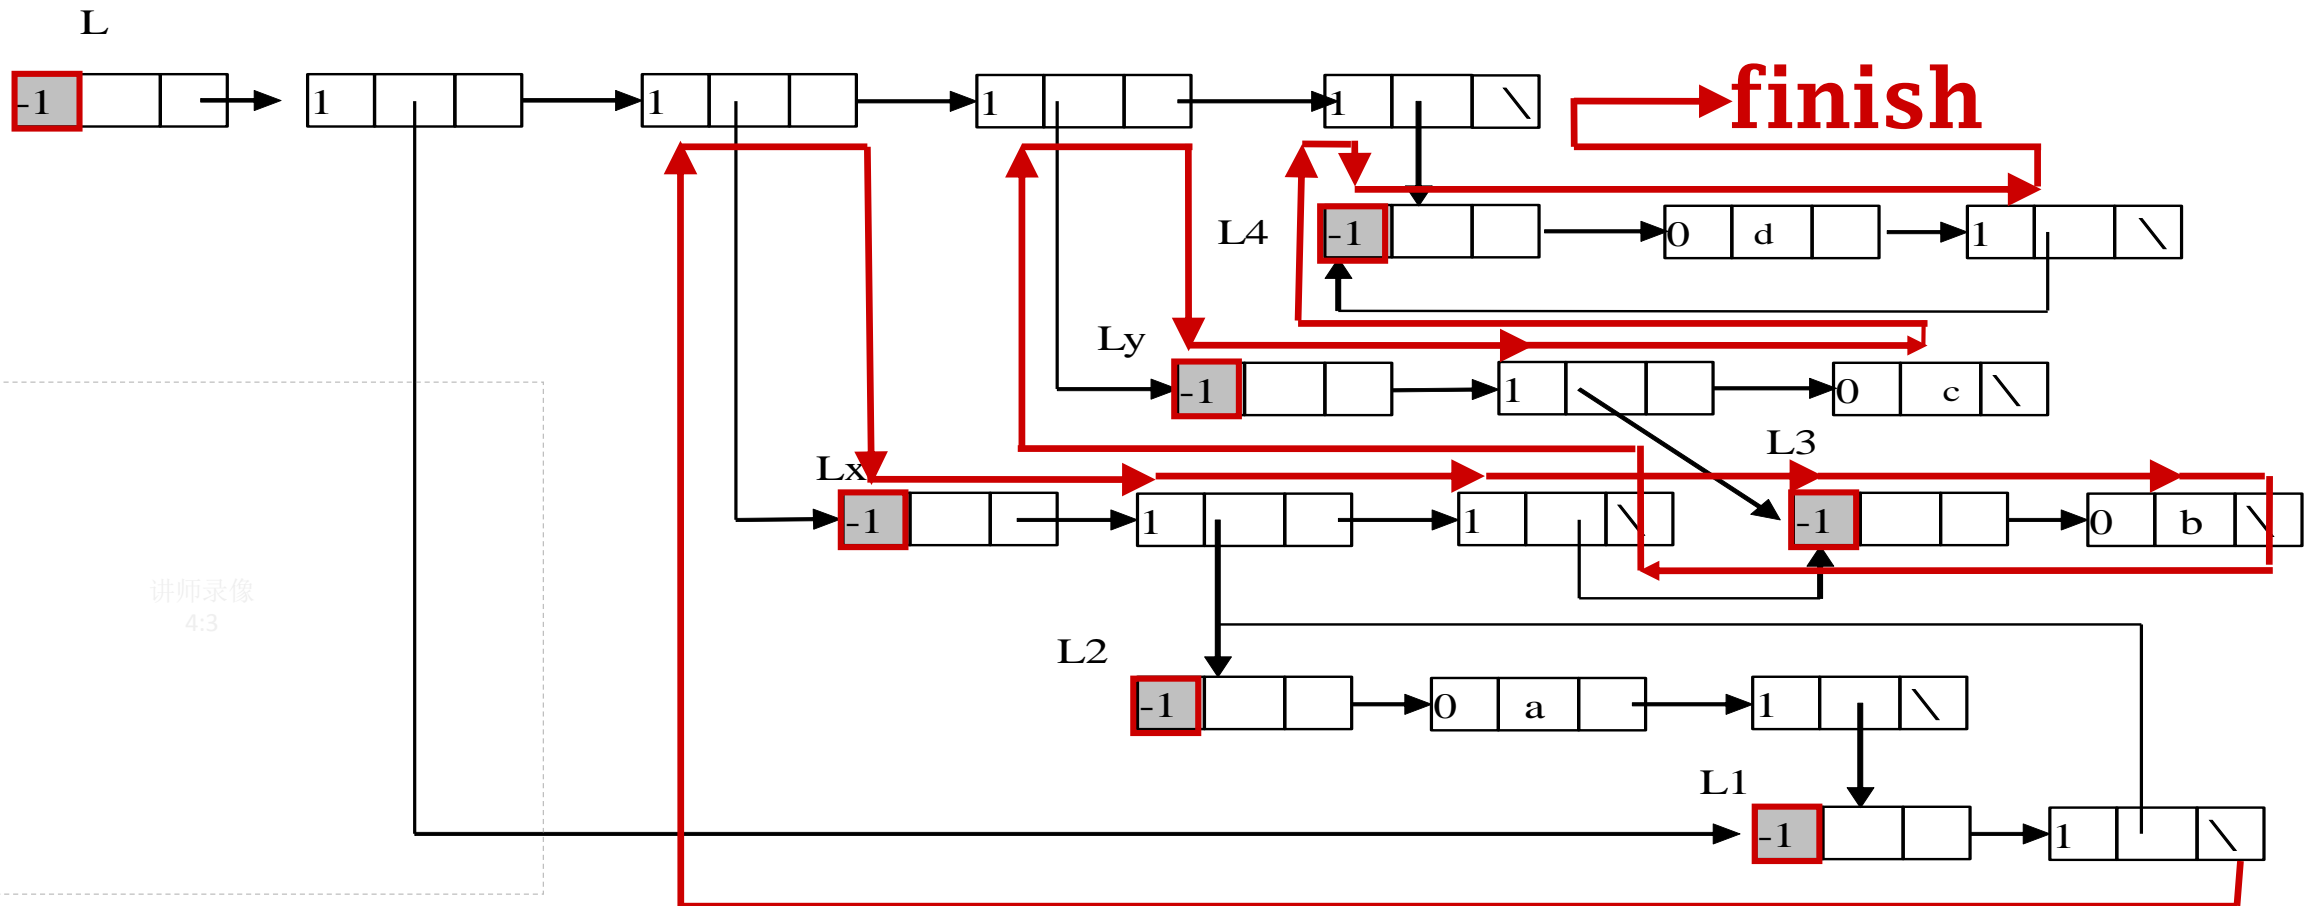 L
-1 1 1 1 1 \ finish
L4 -1 0 d 1 \
Ly
-1 1 0 c \
L3
Lx
-1 1 1 \ -1 0 b \
讲师录像
4:3
L2
-1 0 a 1 \
L1
-1 1 \